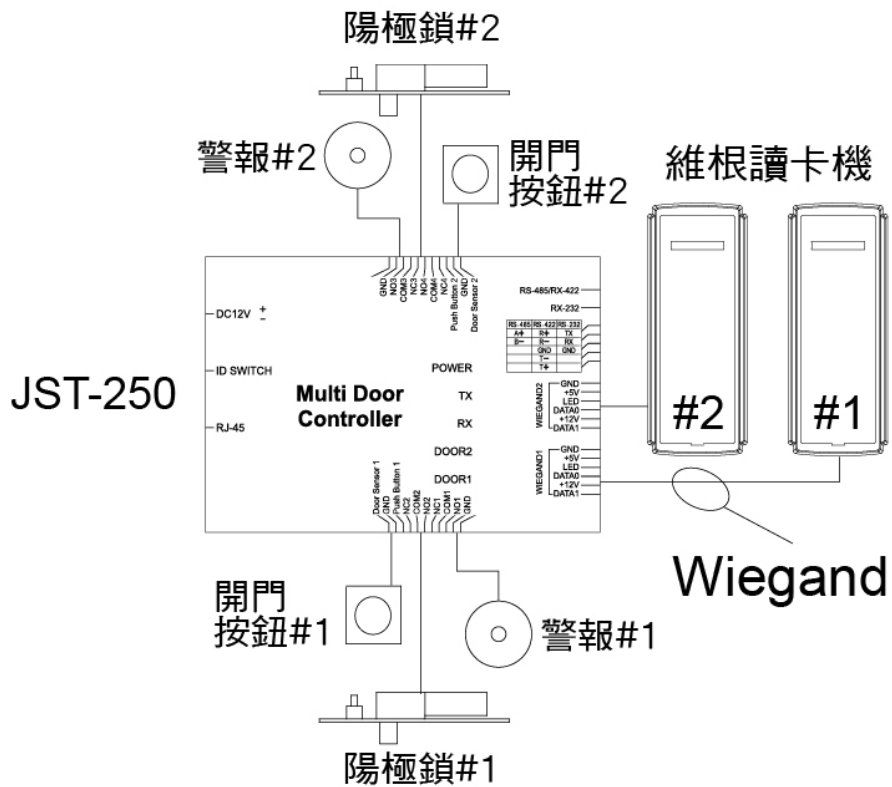 陽極鎖#2
警報#2
開門
按鈕#2
維根讀卡機
GND
NO3
COM3
NC3
NO4
COM4
NC4
Push Button 2
GND
Door Sensor 2
DC12V + -
ID SWITCH
RJ-45
JST-250
Multi Door
Controller
RS-485/RX-422
RX-232
RS-485 RS-422 RS-232
A+ R+ TX
B- R- RX
GND GND
T-
T+
POWER
TX
RX
DOOR2
DOOR1
WIEGAND2
GND
+5V
LED
DATA0
+12V
DATA1
WIEGAND1
GND
+5V
LED
DATA0
+12V
DATA1
#2
#1
Door Sensor 1
GND
Push Button 1
NC2
COM2
NO2
NC1
COM1
NO1
GND
Wiegand
開門
按鈕#1
警報#1
陽極鎖#1